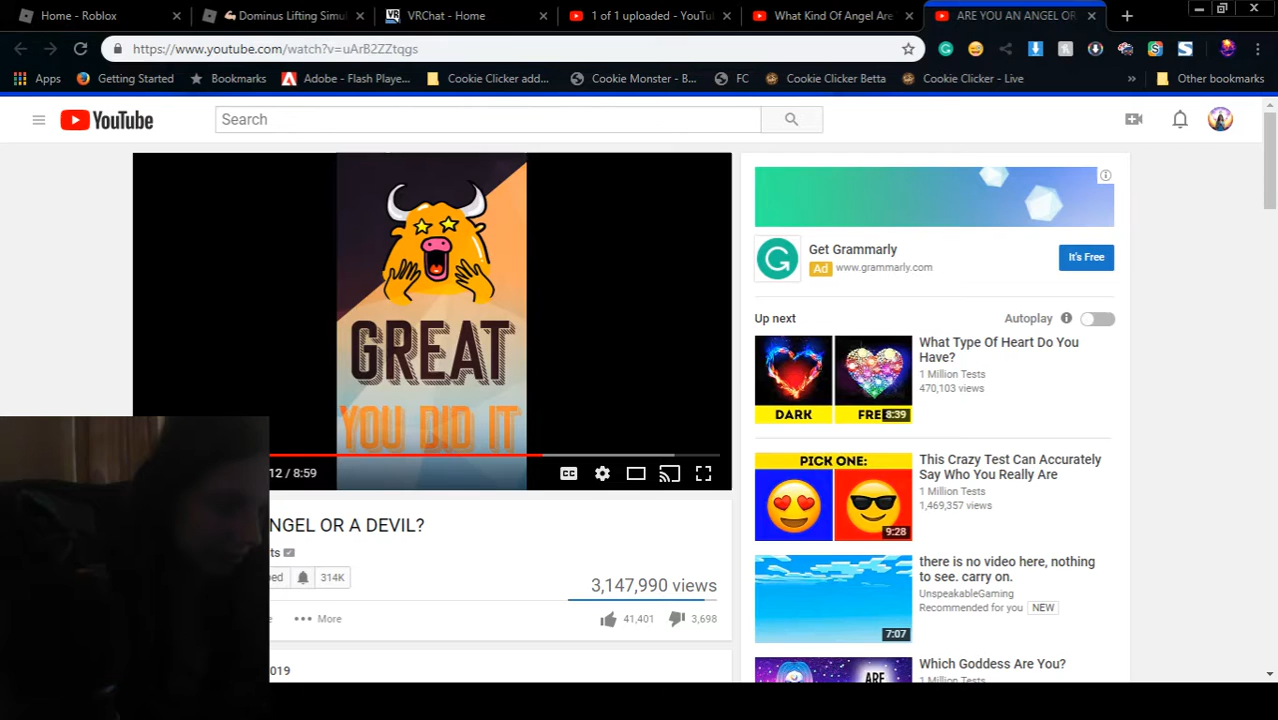 Home - Roblox
Dominus Lifting Simu
VRChat - Home
1 of 1 uploaded - YouTu
What Kind Of Angel Are
ARE YOU AN ANGEL OR
https://www.youtube.com/watch?v=uArB2ZZtqgs
Apps
Getting Started
Bookmarks
Adobe - Flash Playe...
Cookie Clicker add...
Cookie Monster - B...
FC
Cookie Clicker Betta
Cookie Clicker - Live
»
Other bookmarks
YouTube
Search
GREAT
YOU DID IT
12 / 8:59
CC
NGEL OR A DEVIL?
ts
ed
314K
3,147,990 views
More
41,401
3,698
019
Get Grammarly
Ad
www.grammarly.com
It's Free
Up next
Autoplay
DARK
FREE
8:39
What Type Of Heart Do You
Have?
1 Million Tests
470,103 views
PICK ONE:
9:28
This Crazy Test Can Accurately
Say Who You Really Are
1 Million Tests
1,469,357 views
7:07
there is no video here, nothing
to see. carry on.
UnspeakableGaming
Recommended for you
NEW
ARE
Which Goddess Are You?
1 Million Tests